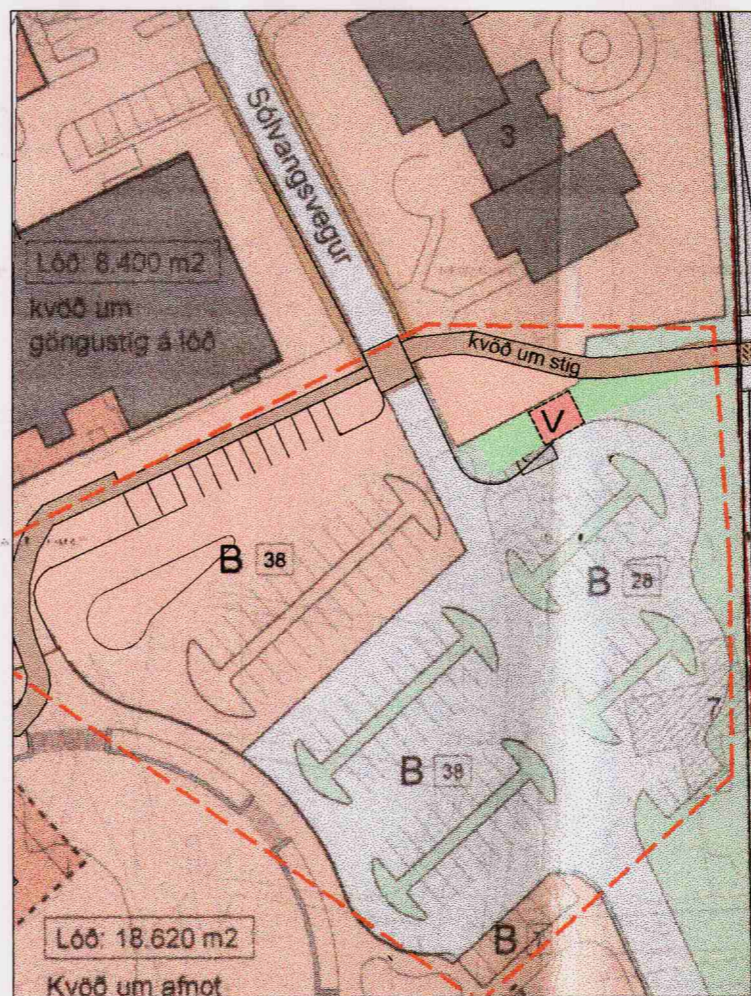 Sólvangsvegur
3
Lóð: 8.400 m2
kvöð um
göngustíg á lóð
kvöð um stíg
V
B 38
B 28
7
B 38
B
Lóð: 18.620 m2
Kvöð um afnot